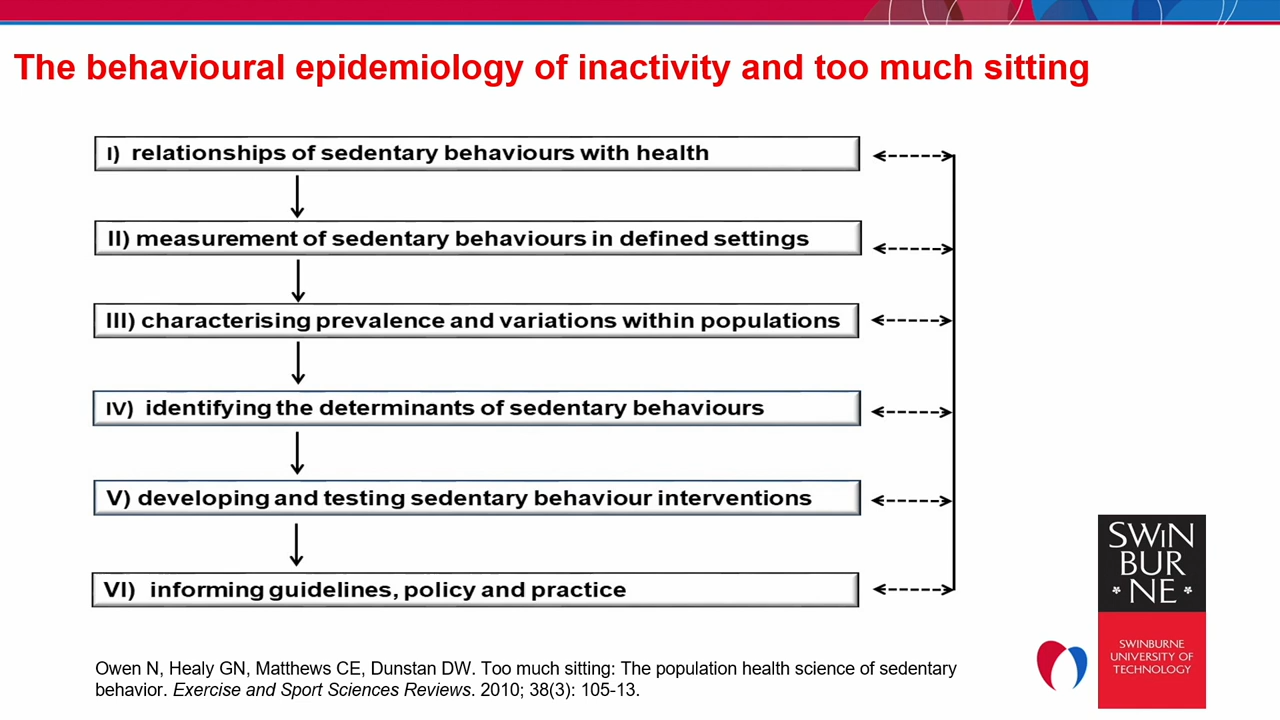 The behavioural epidemiology of inactivity and too much sitting
I) relationships of sedentary behaviours with health
II) measurement of sedentary behaviours in defined settings
III) characterising prevalence and variations within populations
IV) identifying the determinants of sedentary behaviours
V) developing and testing sedentary behaviour interventions
VI) informing guidelines, policy and practice
Owen N, Healy GN, Matthews CE, Dunstan DW. Too much sitting: The population health science of sedentary
behavior. Exercise and Sport Sciences Reviews. 2010; 38(3): 105-13.
SWiN
BUR
* NE *
SWINBURNE
UNIVERSITY OF
TECHNOLOGY